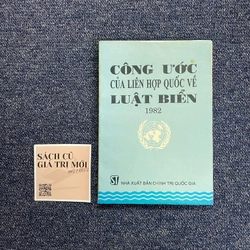 CÔNG ƯỚC
CỦA LIÊN HỢP QUỐC VỀ
LUẬT BIỂN
1982
NHÀ XUẤT BẢN CHÍNH TRỊ QUỐC GIA
SÁCH CŨ
GIÁ TRỊ MỚI